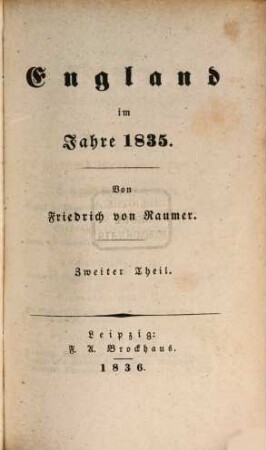 England
im
Jahre 1835.
Von
Friedrich von Raumer.
Zweiter Theil.
Leipzig:
F. A. Brockhaus.
1836.